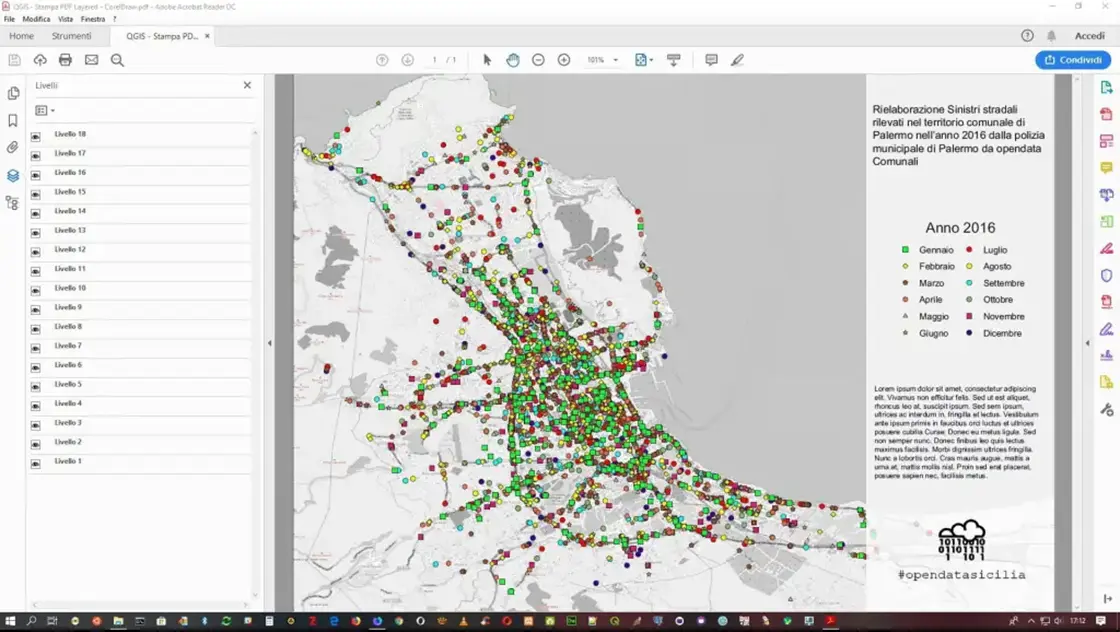 QGIS - Stampa PDF Layered - CorelDraw.pdf - Adobe Acrobat Reader DC
File Modifica Vista Finestra ?
Home Strumenti QGIS - Stampa PD... × Accedi
1 / 1 101% Condividi
Livelli
Livello 18
Livello 17
Livello 16
Livello 15
Livello 14
Livello 13
Livello 12
Livello 11
Livello 10
Livello 9
Livello 8
Livello 7
Livello 6
Livello 5
Livello 4
Livello 3
Livello 2
Livello 1
Rielaborazione Sinistri stradali
rilevati nel territorio comunale di
Palermo nell'anno 2016 dalla polizia
municipale di Palermo da opendata
Comunali
Anno 2016
Gennaio Luglio
Febbraio Agosto
Marzo Settembre
Aprile Ottobre
Maggio Novembre
Giugno Dicembre
Lorem ipsum dolor sit amet, consectetur adipiscing
elit. Vivamus non efficitur felis. Sed ut est aliquet,
rhoncus leo at, suscipit ipsum. Sed sem ipsum,
ultrices ac interdum in, fringilla et lectus. Vestibulum
ante ipsum primis in faucibus orci luctus et ultrices
posuere cubilia Curae; Donec eu metus ligula. Sed
non semper nunc. Donec finibus leo quis lectus
maximus facilisis. Morbi dignissim ultrices fringilla.
Nunc a lobortis orci. Cras mauris augue, mattis a
urna at, mattis mollis nisl. Proin sed erat placerat,
posuere sapien nec, facilisis metus.
#opendatasicilia
17:12